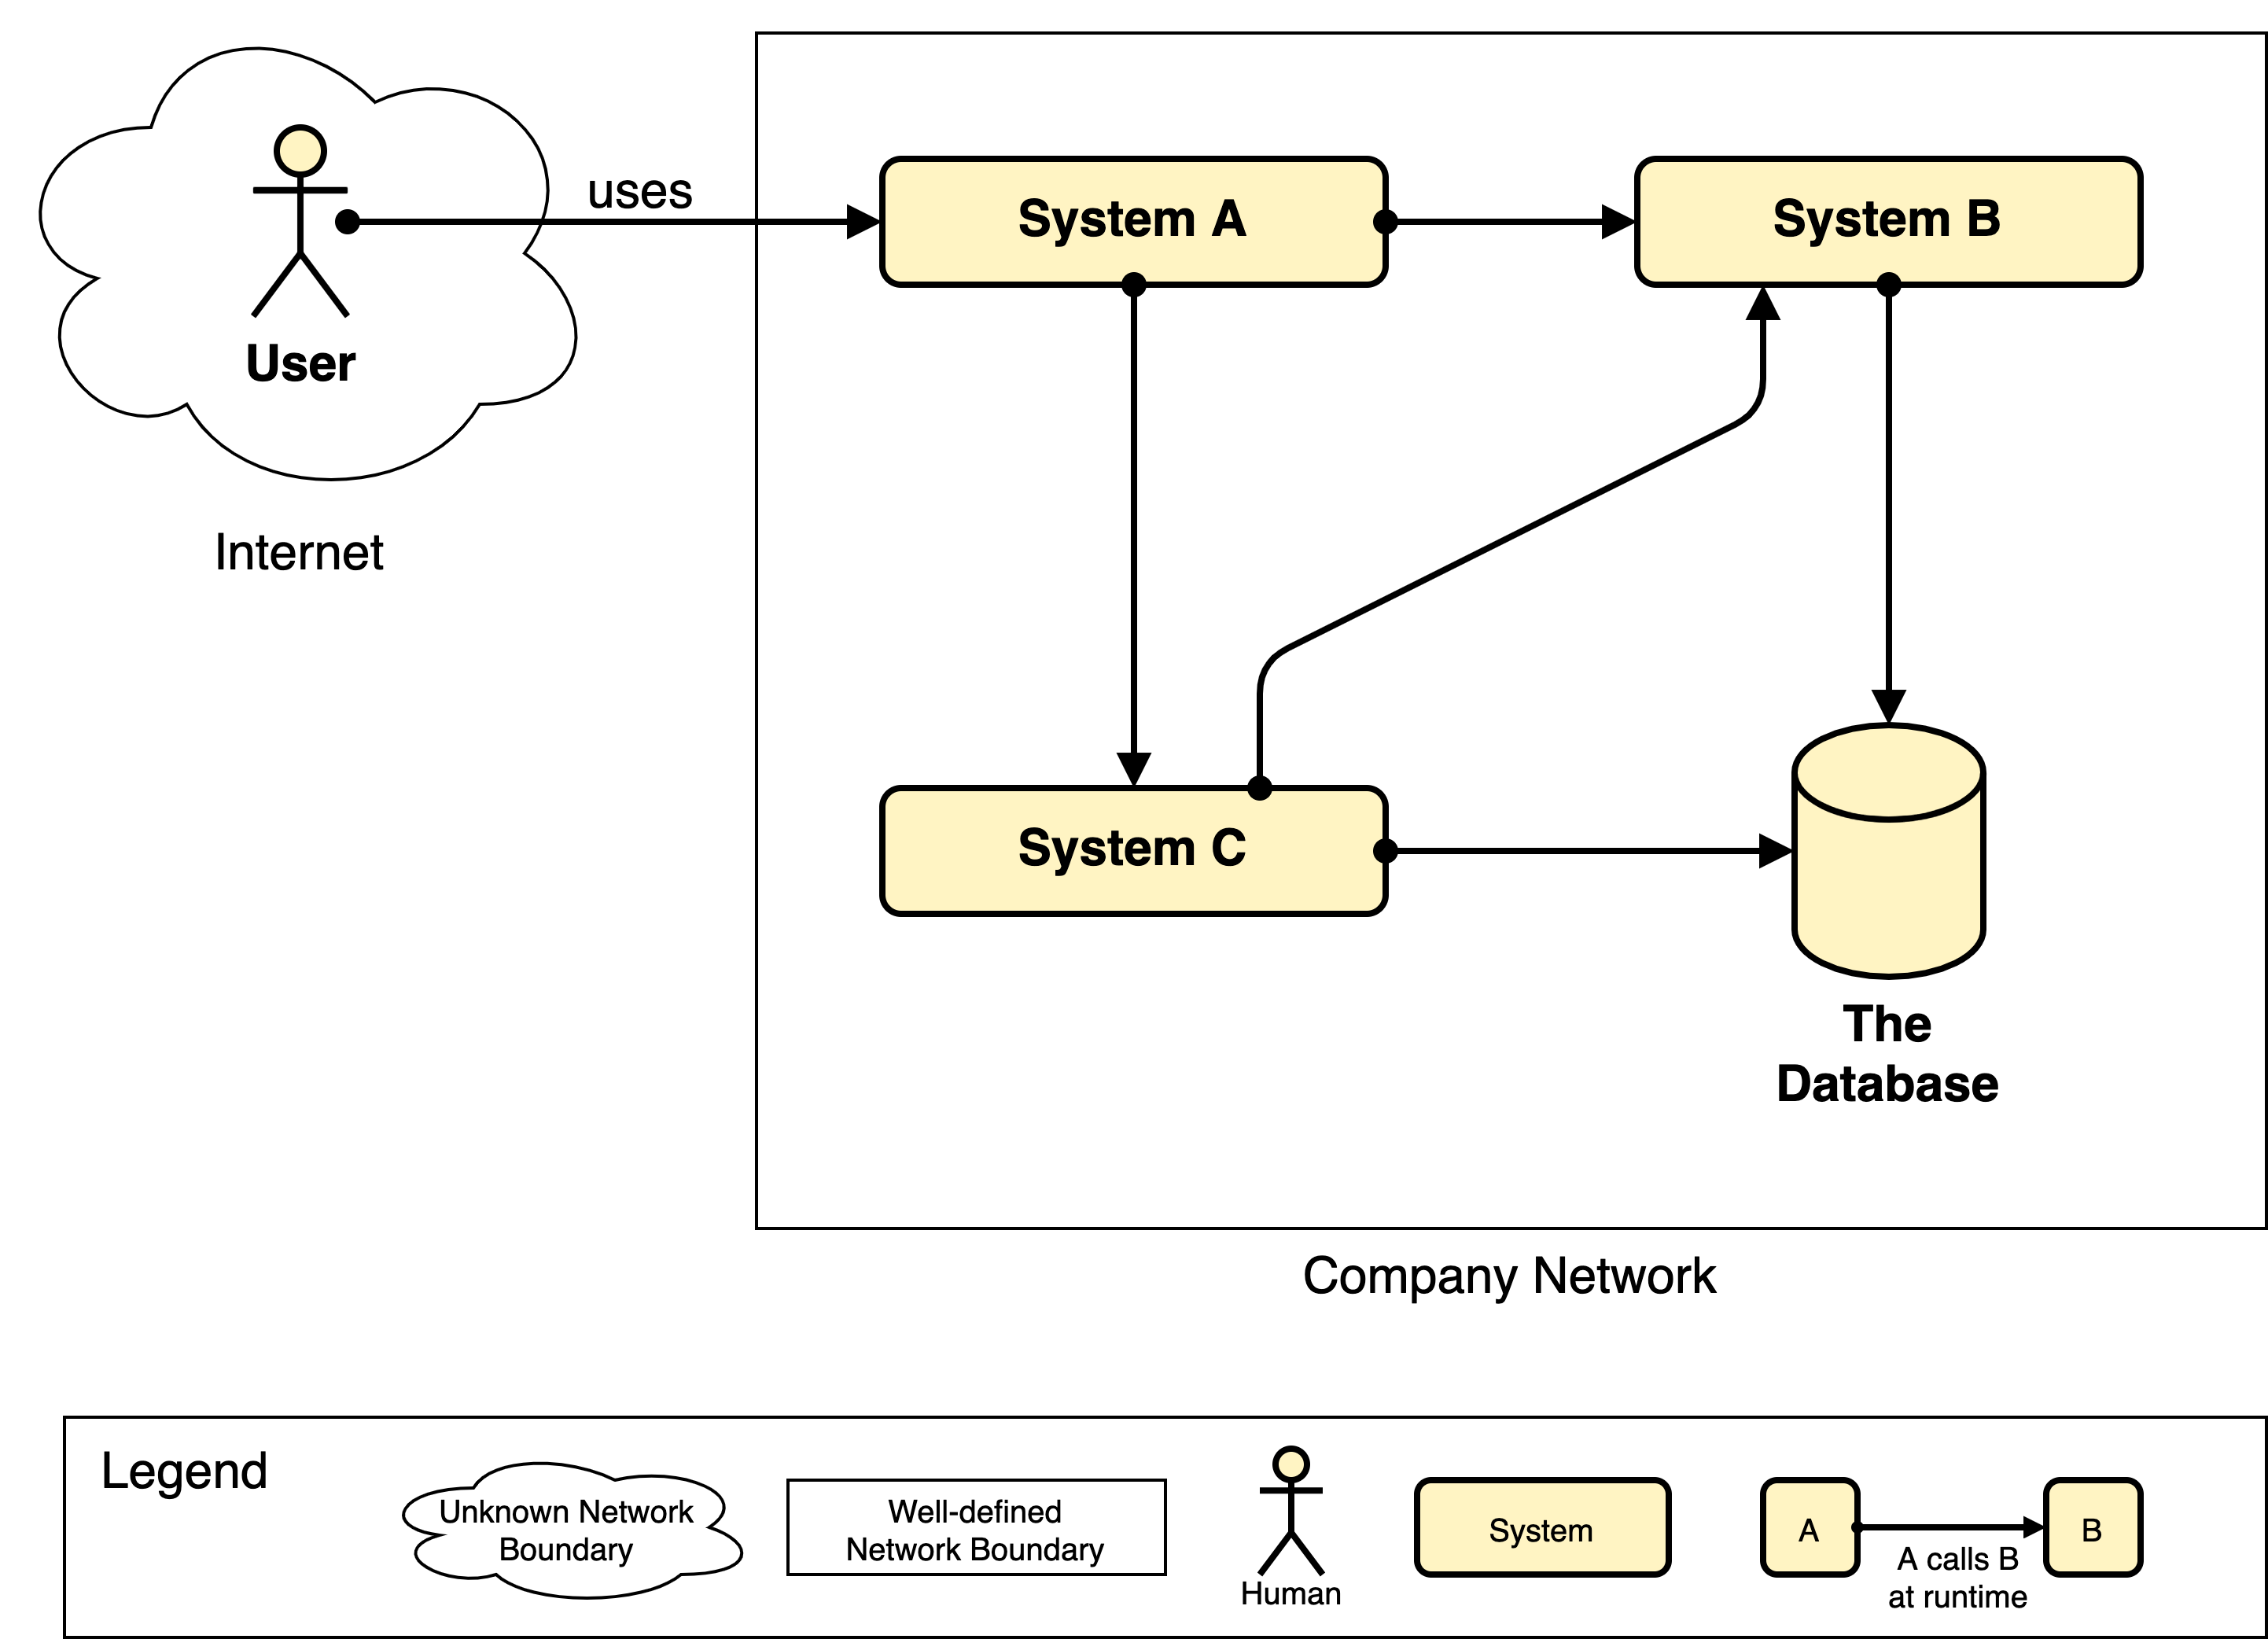 uses
System A
System B
User
Internet
System C
The
Database
Company Network
Legend
Unknown Network
Boundary
Well-defined
Network Boundary
Human
System
A
A calls B
at runtime
B